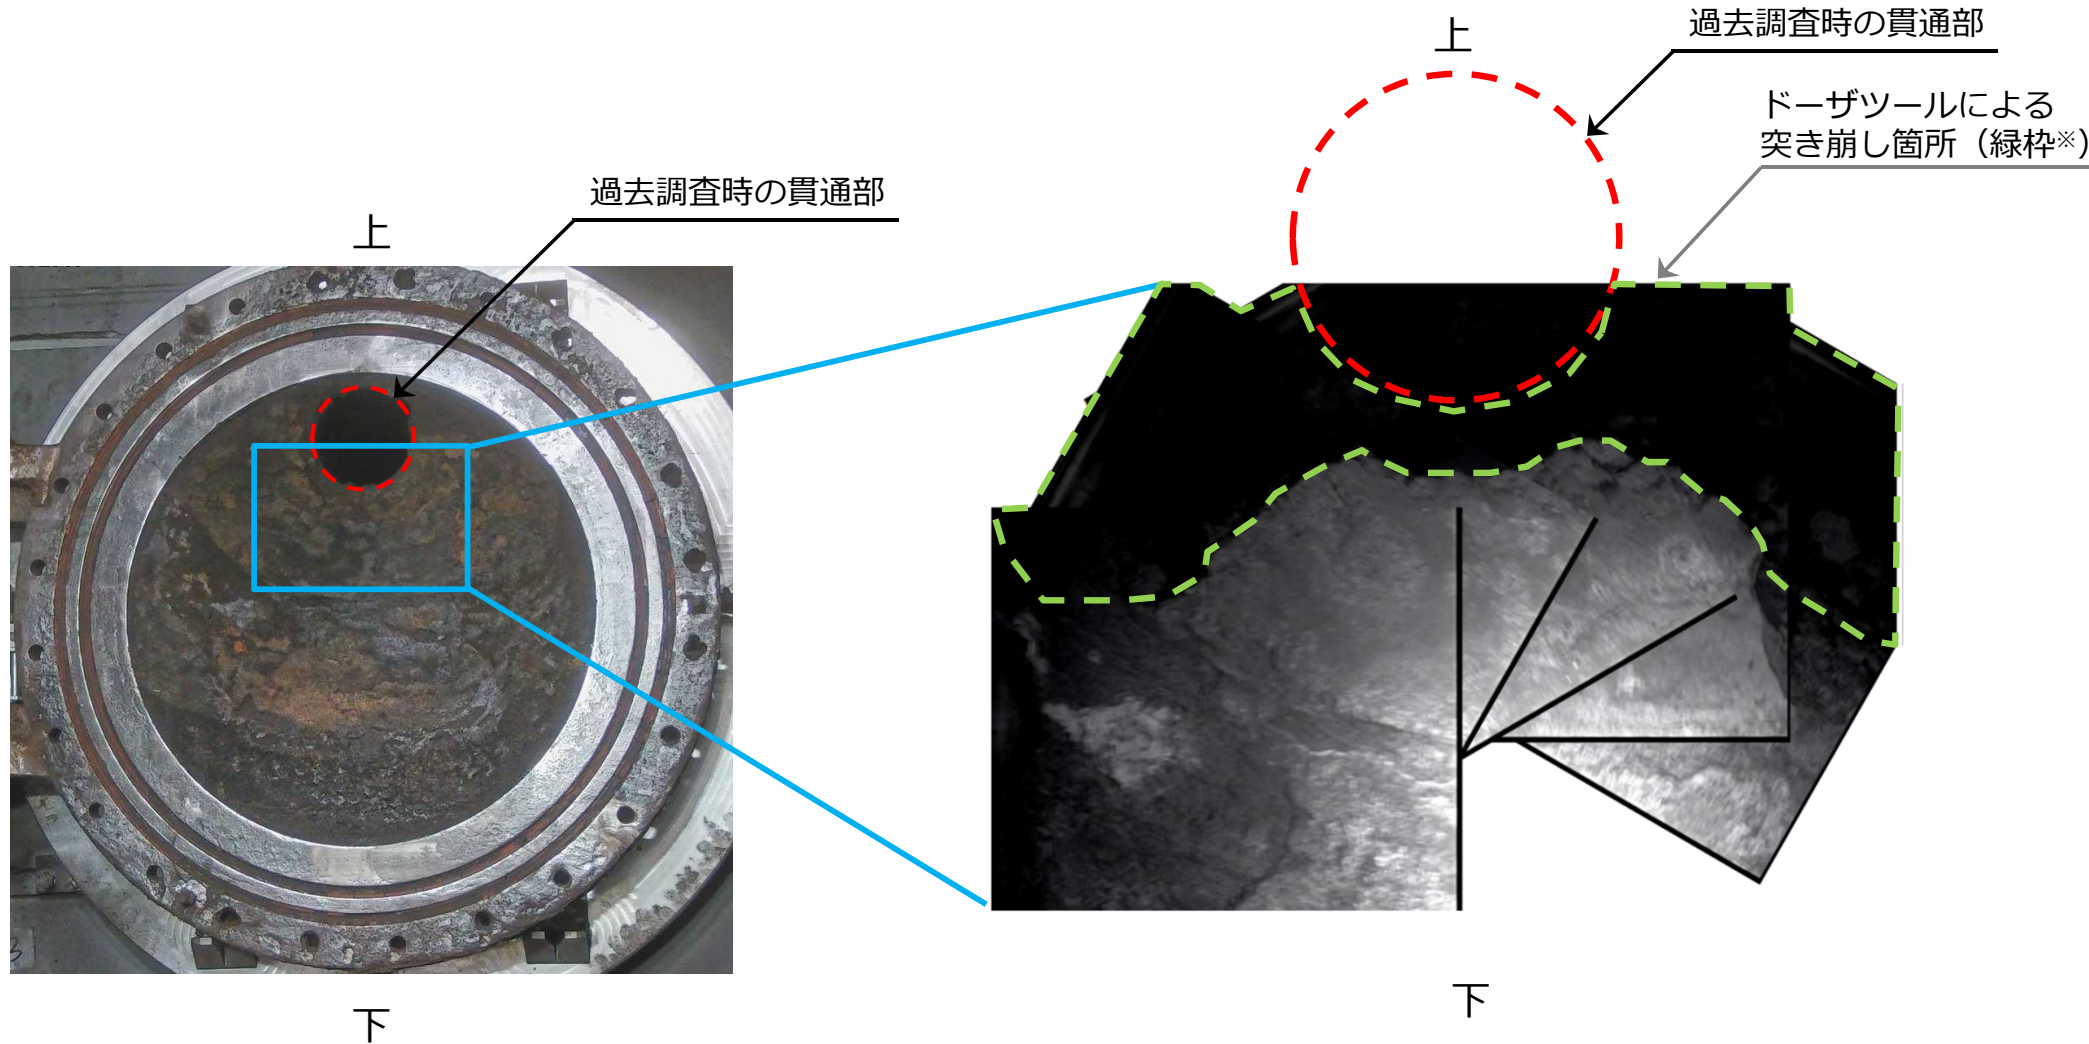 上
過去調査時の貫通部
ドーザツールによる
突き崩し箇所（緑枠※）
過去調査時の貫通部
上
下
下